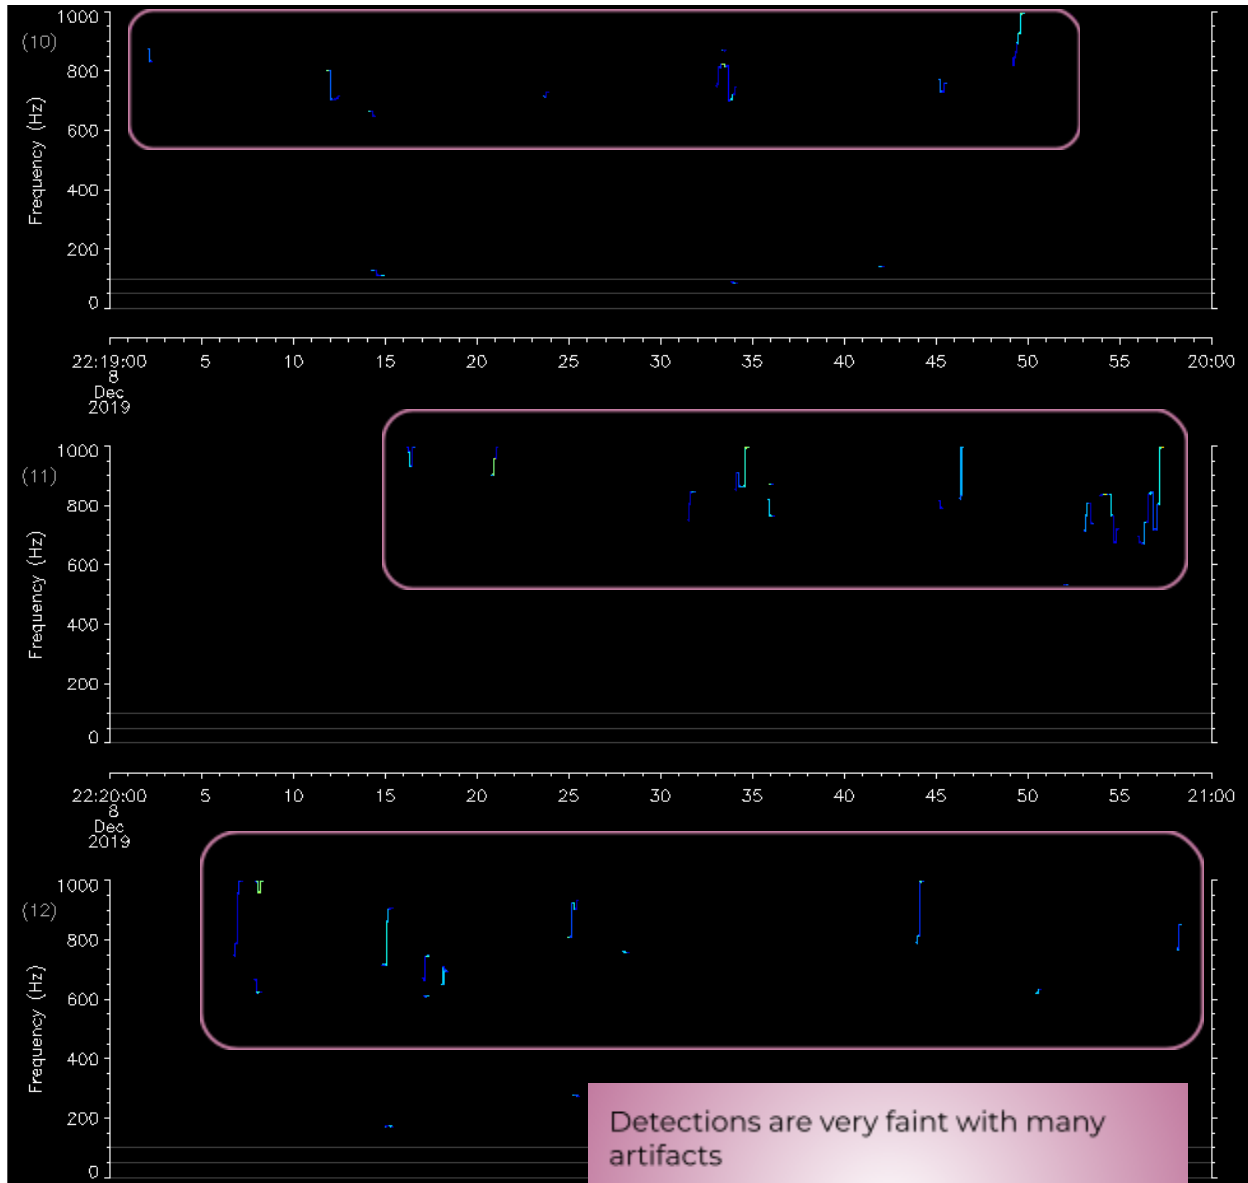 1000
(10)
800
600
400
200
0
Frequency (Hz)
22:19:00 5 10 15 20 25 30 35 40 45 50 55 20:00
8
Dec
2019
1000
(11)
800
600
400
200
0
Frequency (Hz)
22:20:00 5 10 15 20 25 30 35 40 45 50 55 21:00
8
Dec
2019
1000
(12)
800
600
400
200
0
Frequency (Hz)
Detections are very faint with many
artifacts